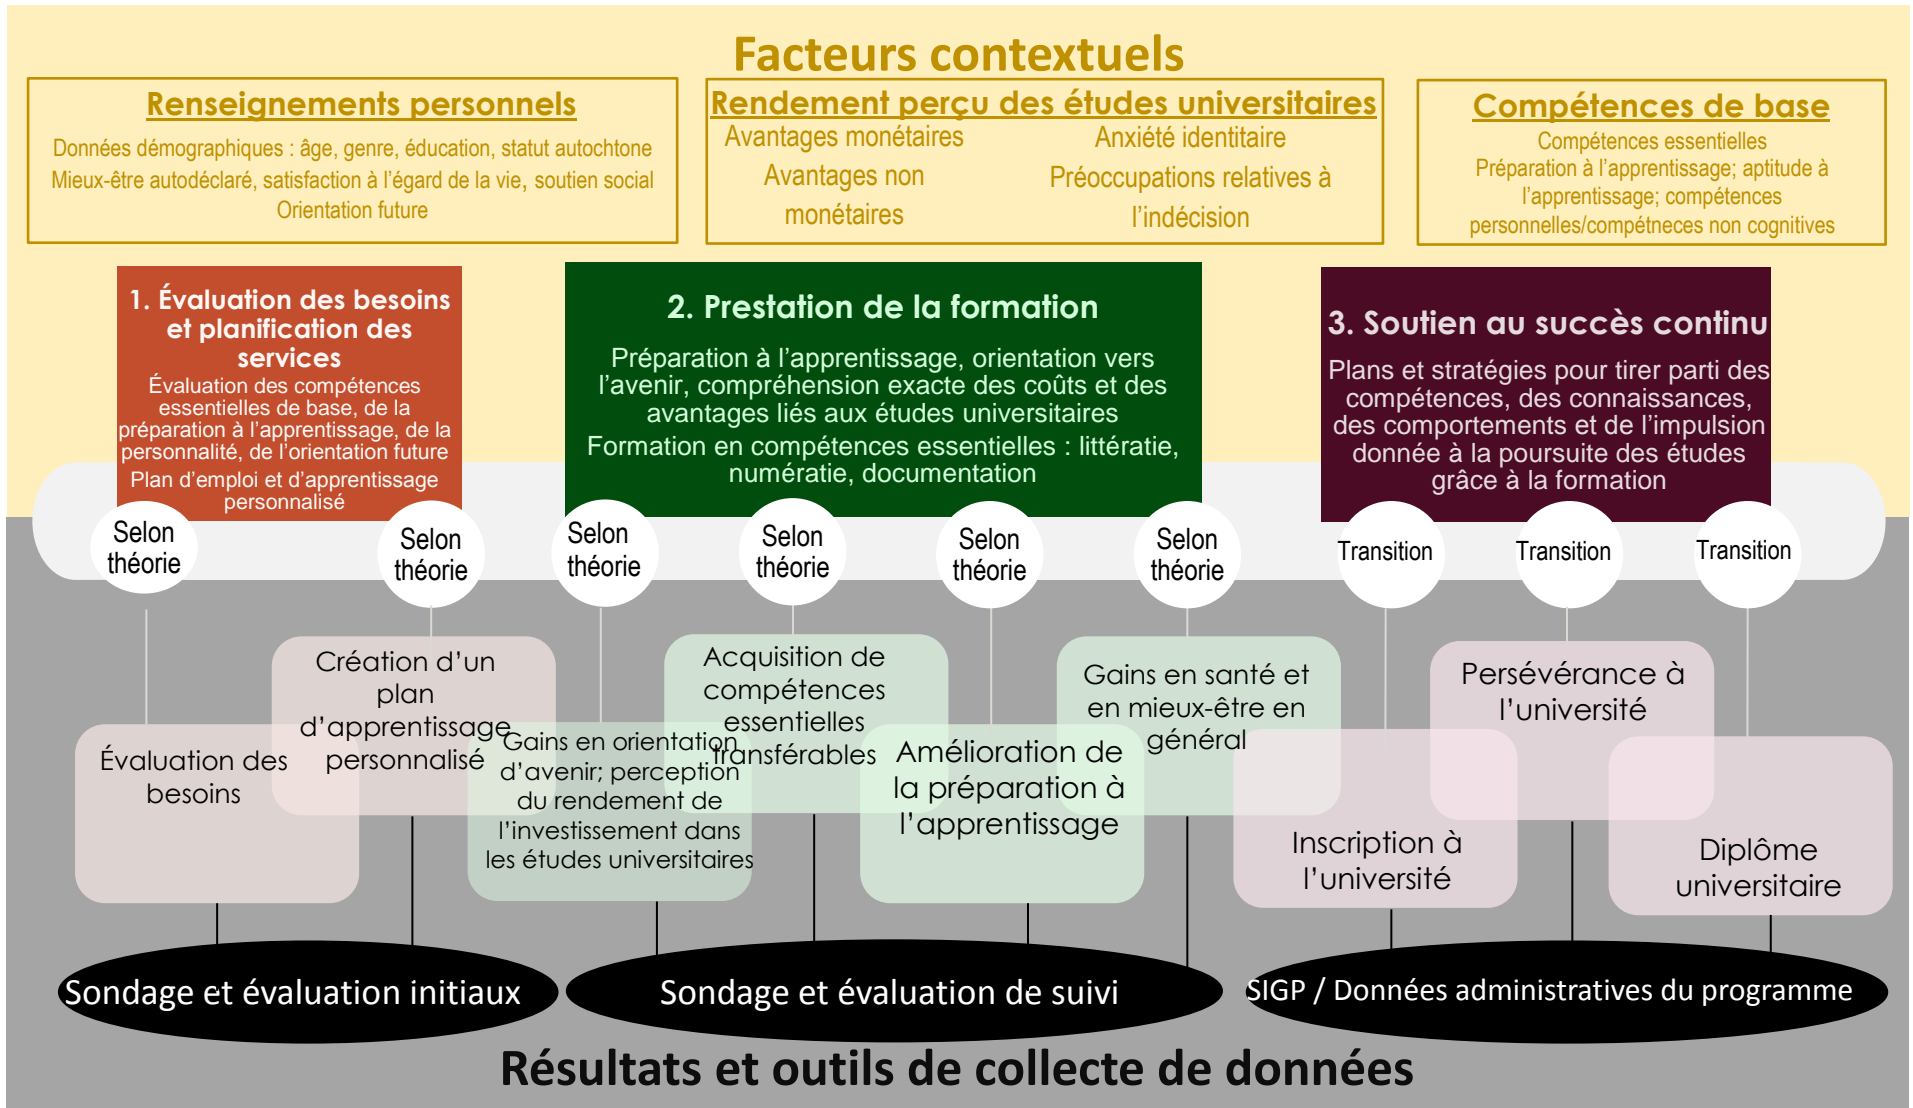 Facteurs contextuels
Renseignements personnels
Données démographiques : âge, genre, éducation, statut autochtone
Mieux-être autodéclaré, satisfaction à l’égard de la vie, soutien social
Orientation future
Rendement perçu des études universitaires
Avantages monétaires
Avantages non
monétaires
Anxiété identitaire
Préoccupations relatives à
l’indécision
Compétences de base
Compétences essentielles
Préparation à l’apprentissage; aptitude à
l’apprentissage; compétences
personnelles/compétneces non cognitives
1. Évaluation des besoins
et planification des
services
Évaluation des compétences
essentielles de base, de la
préparation à l’apprentissage, de la
personnalité, de l’orientation future
Plan d’emploi et d’apprentissage
personnalisé
2. Prestation de la formation
Préparation à l’apprentissage, orientation vers
l’avenir, compréhension exacte des coûts et des
avantages liés aux études universitaires
Formation en compétences essentielles : littératie,
numératie, documentation
3. Soutien au succès continu
Plans et stratégies pour tirer parti des
compétences, des connaissances,
des comportements et de l’impulsion
donnée à la poursuite des études
grâce à la formation
Selon
théorie
Selon
théorie
Selon
théorie
Selon
théorie
Selon
théorie
Selon
théorie
Transition
Transition
Transition
Évaluation des
besoins
Création d’un
plan
d’apprentissage
personnalisé
Gains en orientation
d’avenir; perception
du rendement de
l’investissement dans
les études universitaires
Acquisition de
compétences
essentielles
transférables
Amélioration de
la préparation à
l’apprentissage
Gains en santé et
en mieux-être en
général
Inscription à
l’université
Persévérance à
l’université
Diplôme
universitaire
Sondage et évaluation initiaux
Sondage et évaluation de suivi
SIGP / Données administratives du programme
Résultats et outils de collecte de données